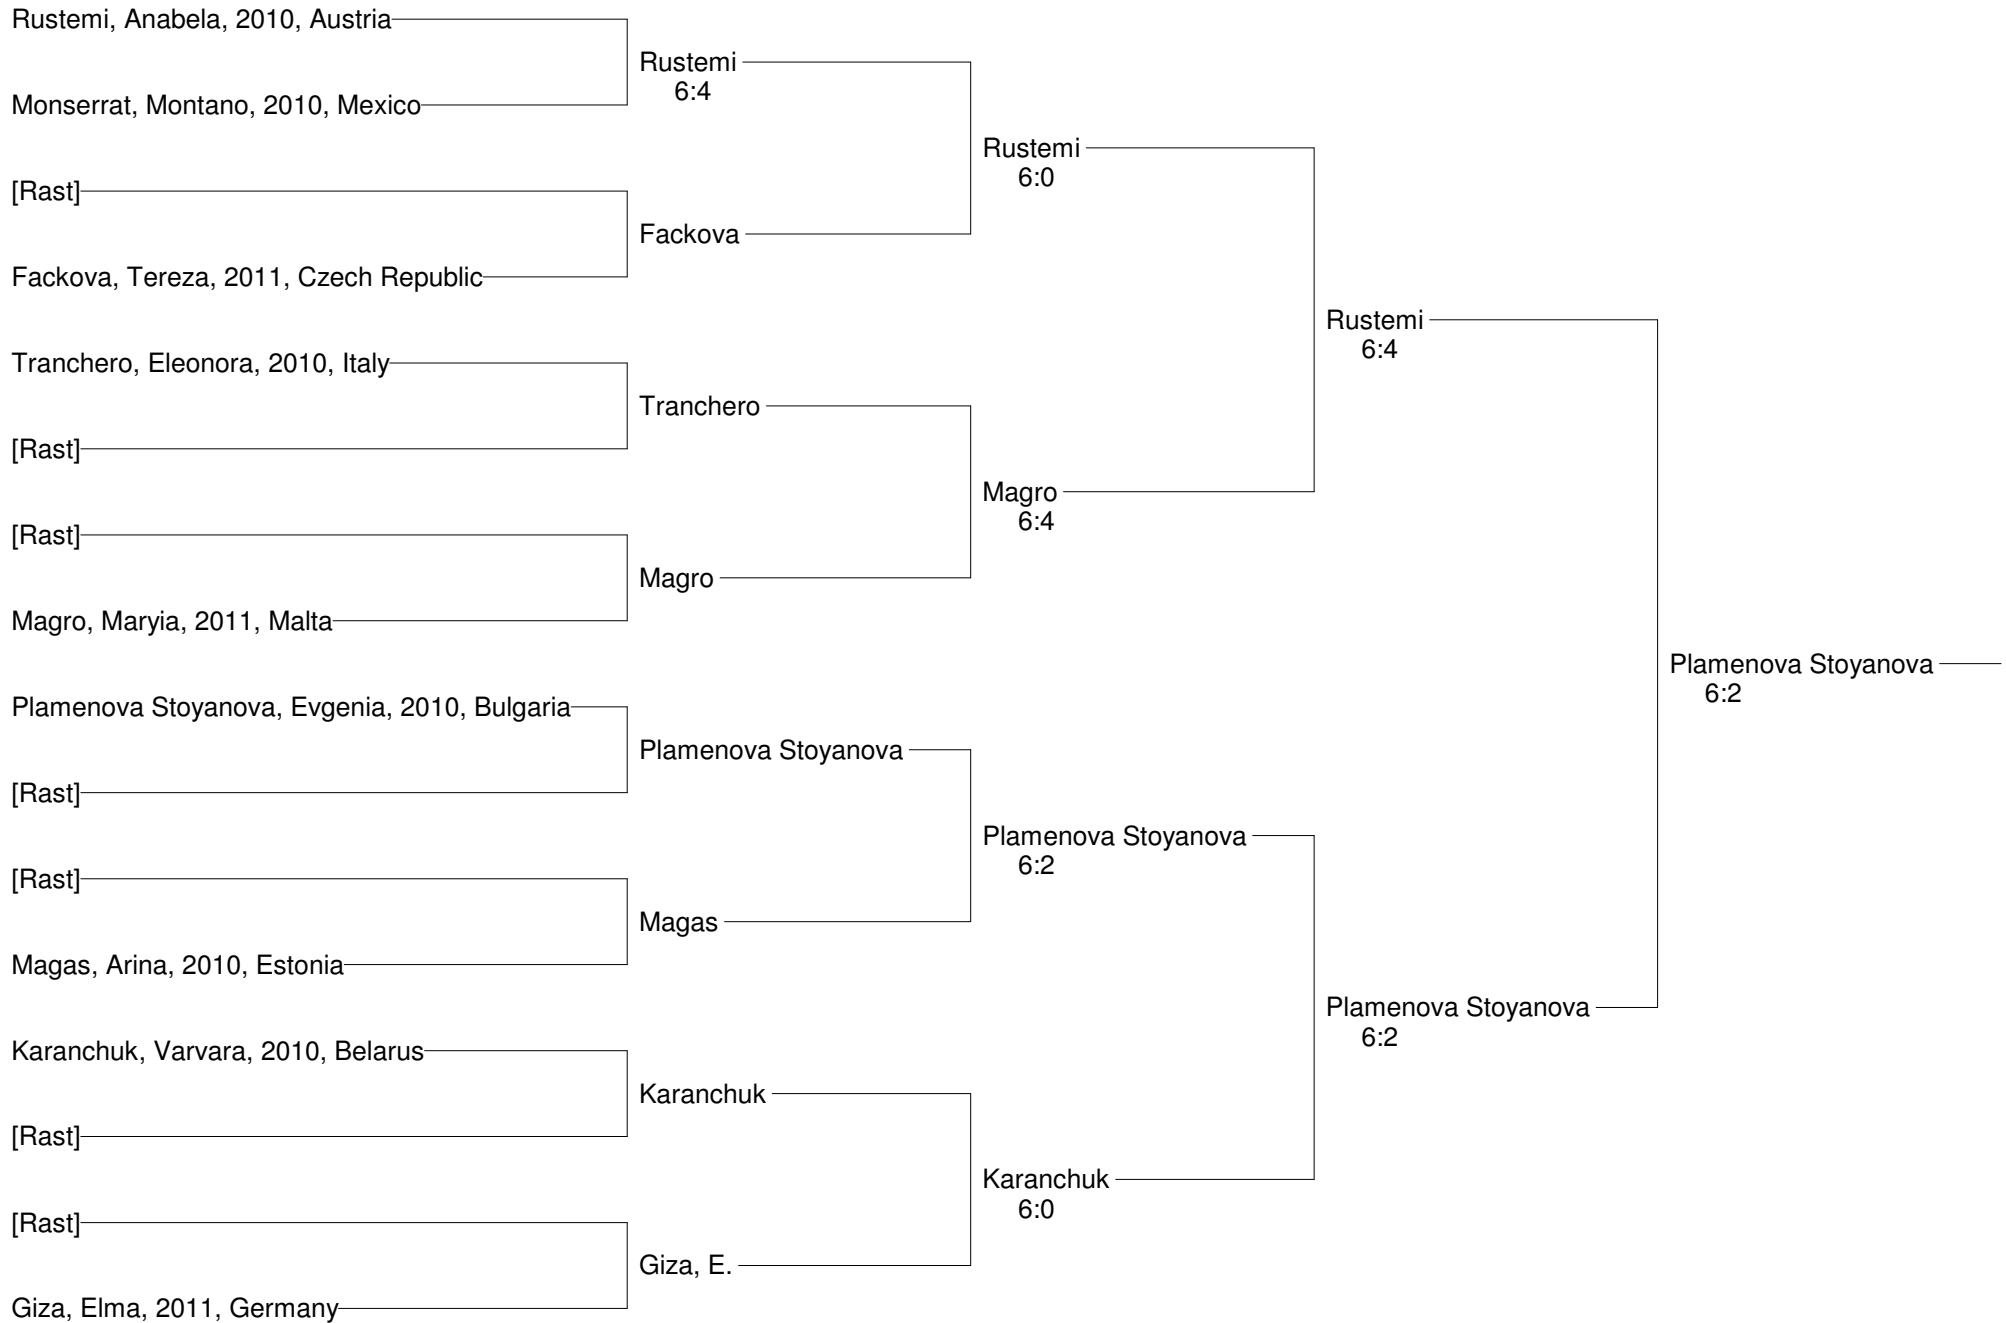 Rustemi, Anabela, 2010, Austria
Rustemi
6:4
Monserrat, Montano, 2010, Mexico
Rustemi
6:0
[Rast]
Fackova
Fackova, Tereza, 2011, Czech Republic
Rustemi
6:4
Tranchero, Eleonora, 2010, Italy
Tranchero
[Rast]
Magro
6:4
[Rast]
Magro
Magro, Maryia, 2011, Malta
Plamenova Stoyanova
6:2
Plamenova Stoyanova, Evgenia, 2010, Bulgaria
Plamenova Stoyanova
[Rast]
Plamenova Stoyanova
6:2
[Rast]
Magas
Magas, Arina, 2010, Estonia
Plamenova Stoyanova
6:2
Karanchuk, Varvara, 2010, Belarus
Karanchuk
[Rast]
Karanchuk
6:0
[Rast]
Giza, E.
Giza, Elma, 2011, Germany